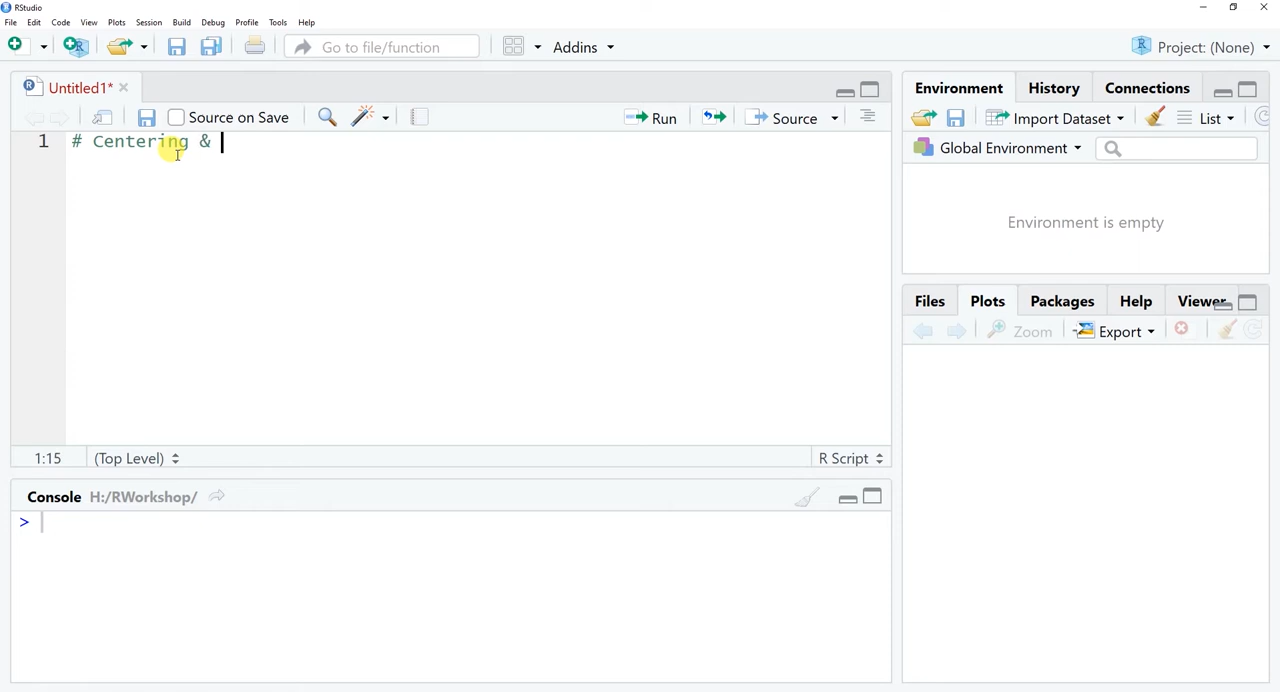 RStudio
File Edit Code View Plots Session Build Debug Profile Tools Help
Go to file/function Addins Project: (None)
Untitled1*
Source on Save Run Source
1 # Centering &
1:15 (Top Level) R Script
Console H:/RWorkshop/
>
Environment History Connections
Import Dataset List
Global Environment
Environment is empty
Files Plots Packages Help Viewer
Zoom Export